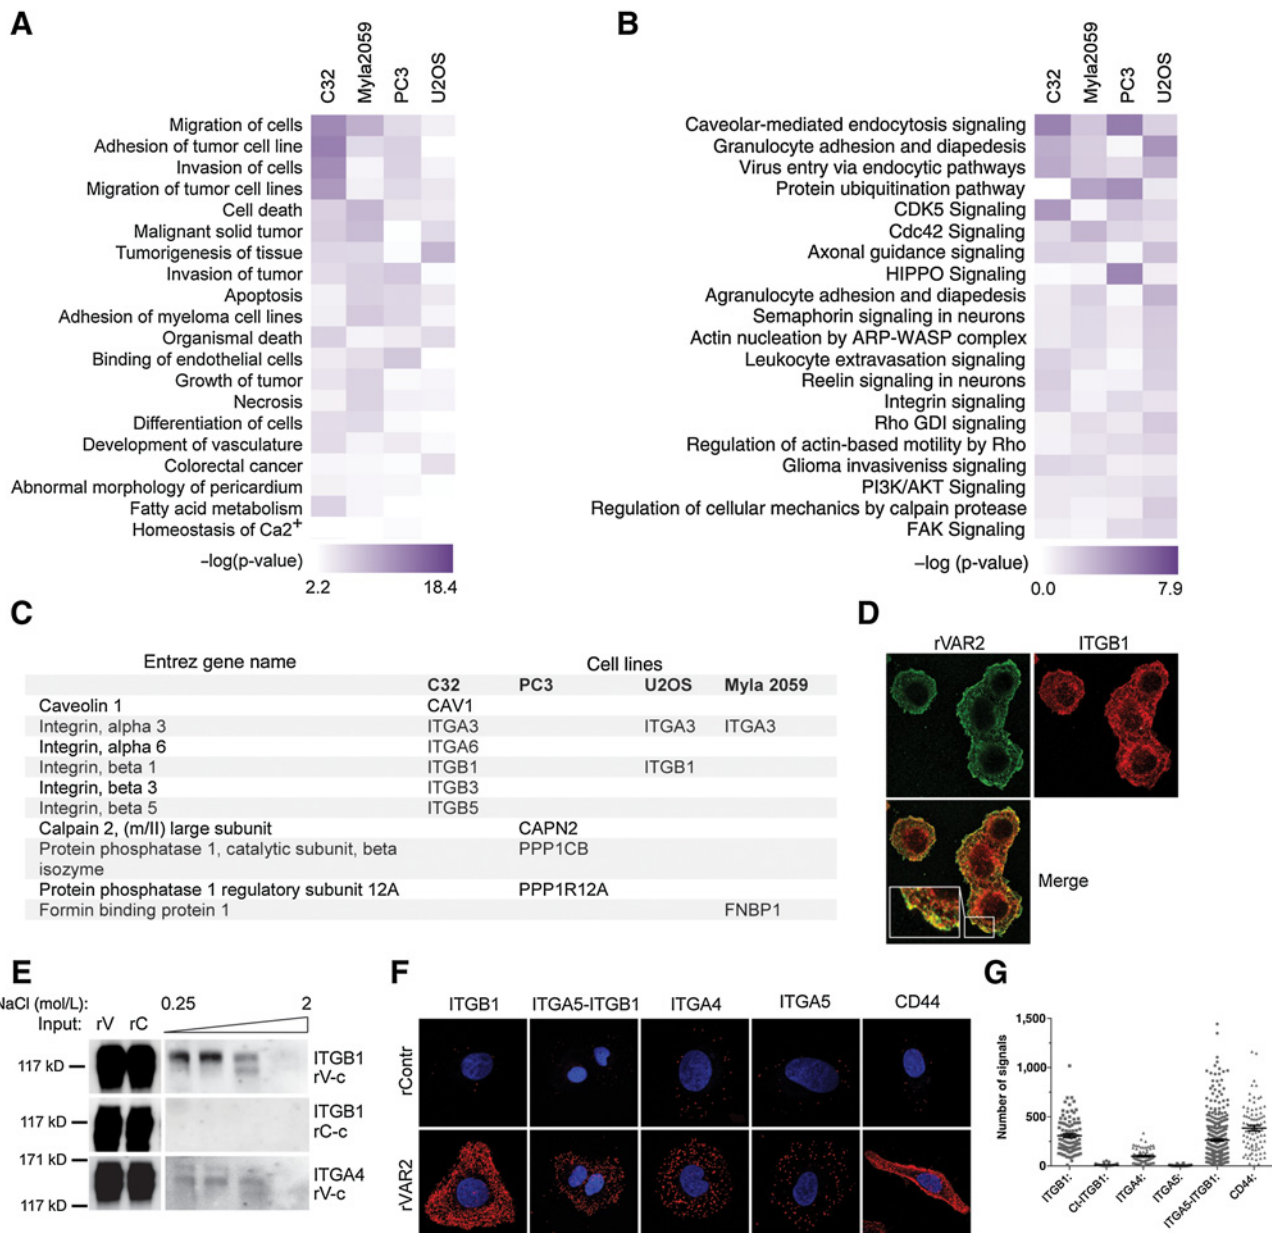 A
C32 Myla2059 PC3 U2OS
Migration of cells
Adhesion of tumor cell line
Invasion of cells
Migration of tumor cell lines
Cell death
Malignant solid tumor
Tumorigenesis of tissue
Invasion of tumor
Apoptosis
Adhesion of myeloma cell lines
Organismal death
Binding of endothelial cells
Growth of tumor
Necrosis
Differentiation of cells
Development of vasculature
Colorectal cancer
Abnormal morphology of pericardium
Fatty acid metabolism
Homeostasis of Ca2+
–log(p-value)
2.2 18.4
B
C32 Myla2059 PC3 U2OS
Caveolar-mediated endocytosis signaling
Granulocyte adhesion and diapedesis
Virus entry via endocytic pathways
Protein ubiquitination pathway
CDK5 Signaling
Cdc42 Signaling
Axonal guidance signaling
HIPPO Signaling
Agranulocyte adhesion and diapedesis
Semaphorin signaling in neurons
Actin nucleation by ARP-WASP complex
Leukocyte extravasation signaling
Reelin signaling in neurons
Integrin signaling
Rho GDI signaling
Regulation of actin-based motility by Rho
Glioma invasiveniss signaling
PI3K/AKT Signaling
Regulation of cellular mechanics by calpain protease
FAK Signaling
–log (p-value)
0.0 7.9
C
Entrez gene name Cell lines
C32 PC3 U2OS Myla 2059
Caveolin 1 CAV1
Integrin, alpha 3 ITGA3 ITGA3 ITGA3
Integrin, alpha 6 ITGA6
Integrin, beta 1 ITGB1 ITGB1
Integrin, beta 3 ITGB3
Integrin, beta 5 ITGB5
Calpain 2, (m/II) large subunit CAPN2
Protein phosphatase 1, catalytic subunit, beta PPP1CB
isozyme
Protein phosphatase 1 regulatory subunit 12A PPP1R12A
Formin binding protein 1 FNBP1
D
rVAR2 ITGB1
Merge
E
NaCl (mol/L): 0.25 2
Input: rV rC
117 kD ITGB1
rV-c
117 kD ITGB1
rC-c
171 kD ITGA4
117 kD rV-c
F
ITGB1 ITGA5-ITGB1 ITGA4 ITGA5 CD44
rContr
rVAR2
G
Number of signals
1,500
1,000
500
0
ITGB1: Ct-ITGB1: ITGA4: ITGA5: ITGA5-ITGB1: CD44: